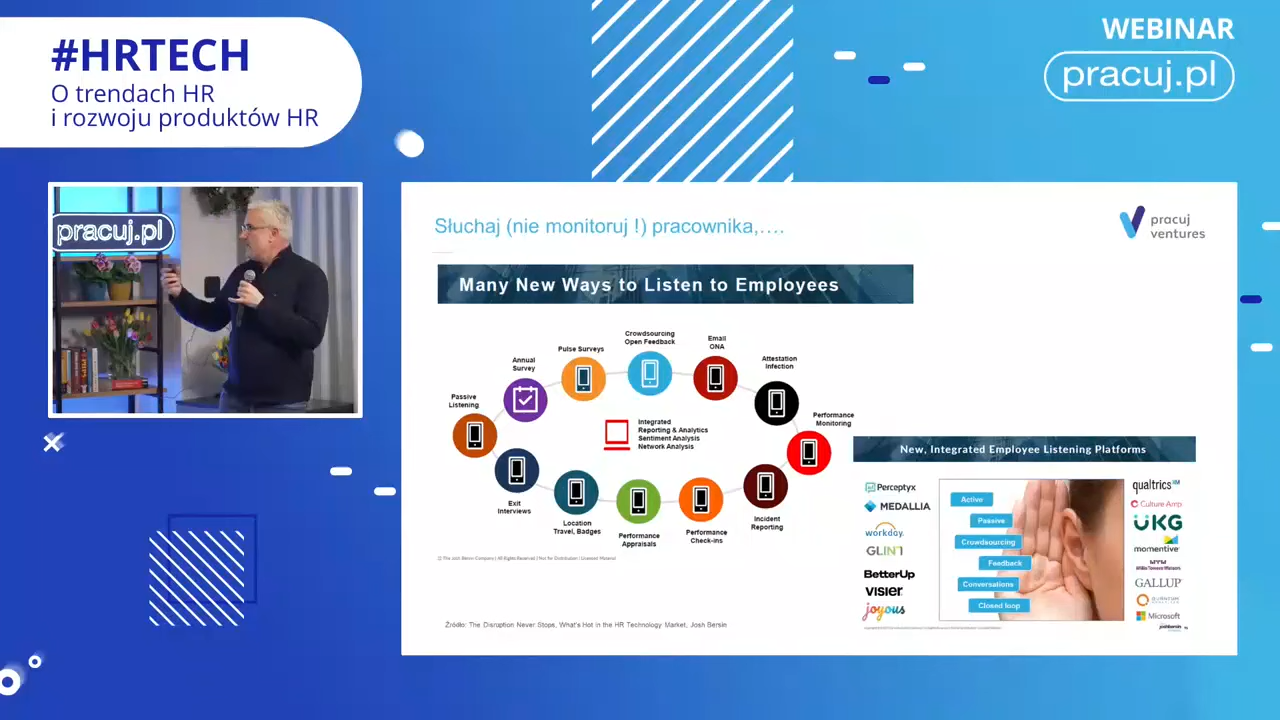 #HRTECH
O trendach HR
i rozwoju produktów HR
WEBINAR
pracuj.pl
pracuj.pl
Słuchaj (nie monitoruj !) pracownika,....
pracuj
ventures
Many New Ways to Listen to Employees
Passive
Listening
Annual
Survey
Pulse Surveys
Crowdsourcing
Open Feedback
Email
ONA
Attestation
Infection
Performance
Monitoring
Integrated
Reporting & Analytics
Sentiment Analysis
Network Analysis
Exit
Interviews
Location
Travel, Badges
Performance
Appraisals
Performance
Check-ins
Incident
Reporting
New, Integrated Employee Listening Platforms
Perceptyx
MEDALLIA
workday.
GLINT
BetterUp
VISIER
joyous
Active
Passive
Crowdsourcing
Feedback
Conversations
Closed loop
qualtrics
Culture Amp
UKG
momentive
Willis Towers Watson
GALLUP
Microsoft
Źródło: The Disruption Never Stops, What's Hot in the HR Technology Market, Josh Bersin